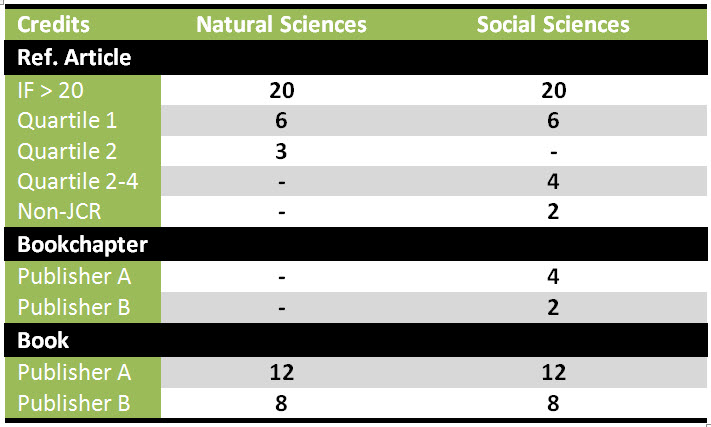 Credits Natural Sciences Social Sciences
Ref. Article
IF > 20 20 20
Quartile 1 6 6
Quartile 2 3 -
Quartile 2-4 - 4
Non-JCR - 2
Bookchapter
Publisher A - 4
Publisher B - 2
Book
Publisher A 12 12
Publisher B 8 8